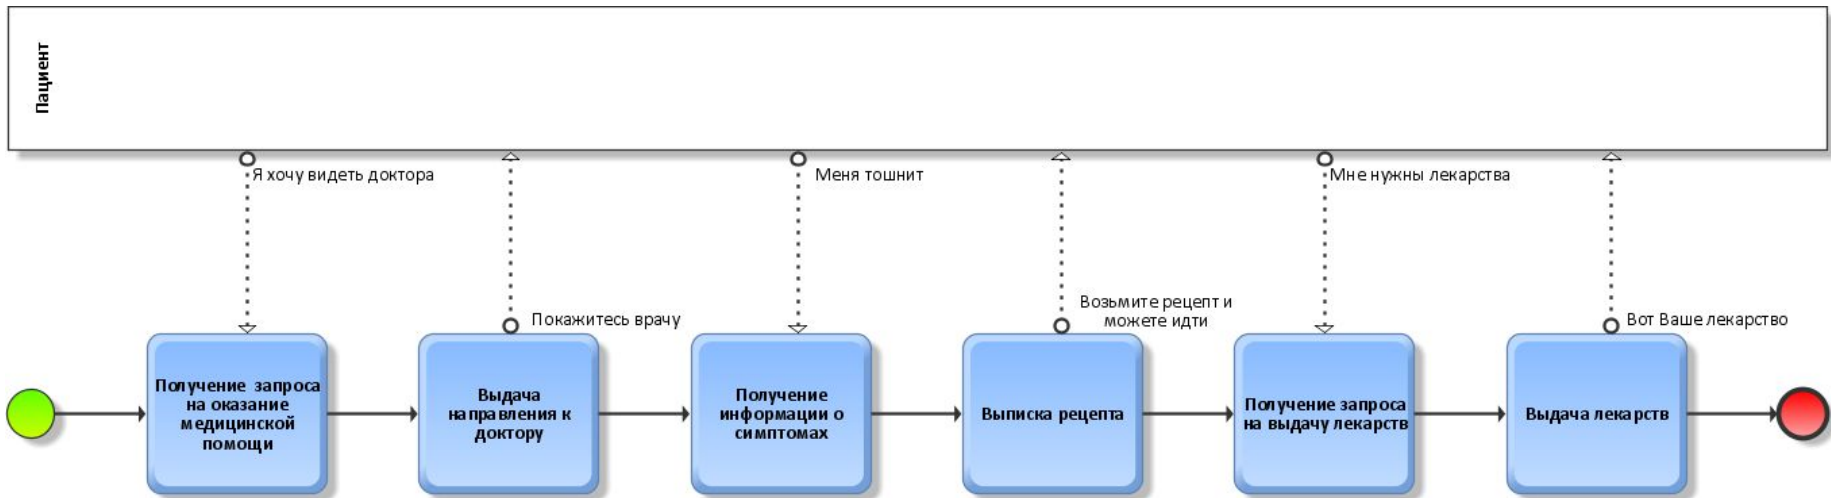 Пациент
Я хочу видеть доктора
Меня тошнит
Мне нужны лекарства
Покажитесь врачу
Возьмите рецепт и
можете идти
Вот Ваше лекарство
Получение запроса
на оказание
медицинской
помощи
Выдача
направления к
доктору
Получение
информации о
симптомах
Выписка рецепта
Получение запроса
на выдачу лекарств
Выдача лекарств